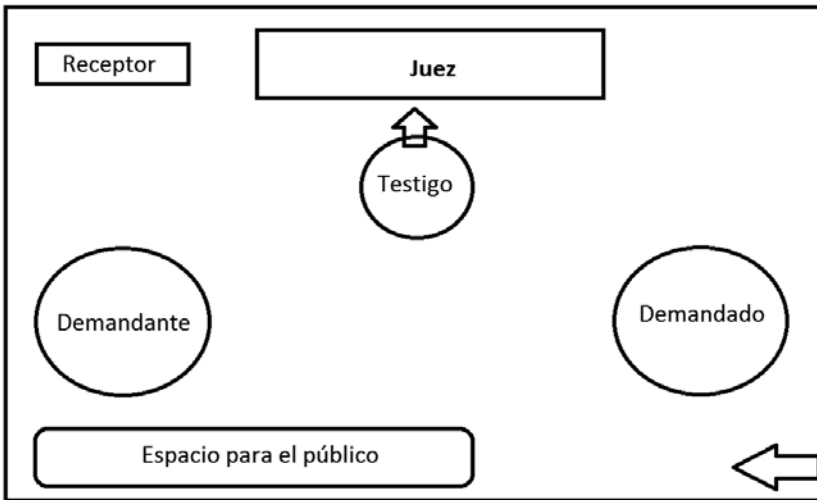 Receptor
Juez
Testigo
Demandante
Demandado
Espacio para el público